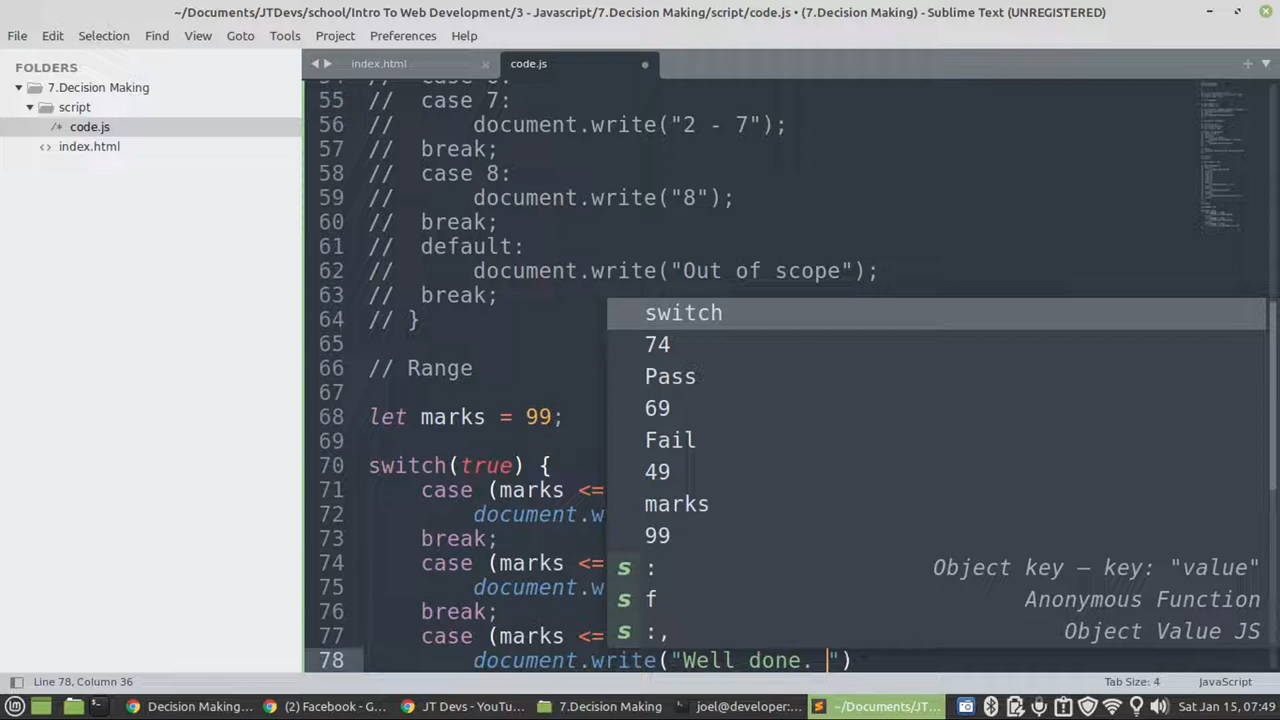 ~/Documents/JTDevs/school/Intro To Web Development/3 - Javascript/7.Decision Making/script/code.js • (7.Decision Making) - Sublime Text (UNREGISTERED)
File Edit Selection Find View Goto Tools Project Preferences Help
FOLDERS
7.Decision Making
script
/* code.js
<> index.html
index.html
code.js
55 // case 7:
56 // document.write("2 - 7");
57 // break;
58 // case 8:
59 // document.write("8");
60 // break;
61 // default:
62 // document.write("Out of scope");
63 // break;
64 // }
65
66 // Range
67
68 let marks = 99;
69
70 switch(true) {
71 case (marks <=
72 document.w
73 break;
74 case (marks <=
75 document.w
76 break;
77 case (marks <=
78 document.write("Well done. ")
switch
74
Pass
69
Fail
49
marks
99
s : Object key — key: "value"
s f Anonymous Function
s :, Object Value JS
Line 78, Column 36
Tab Size: 4
JavaScript
Decision Making...
(2) Facebook - G...
JT Devs - YouTu...
7.Decision Making
joel@developer:...
~/Documents/JT...
Sat Jan 15, 07:49